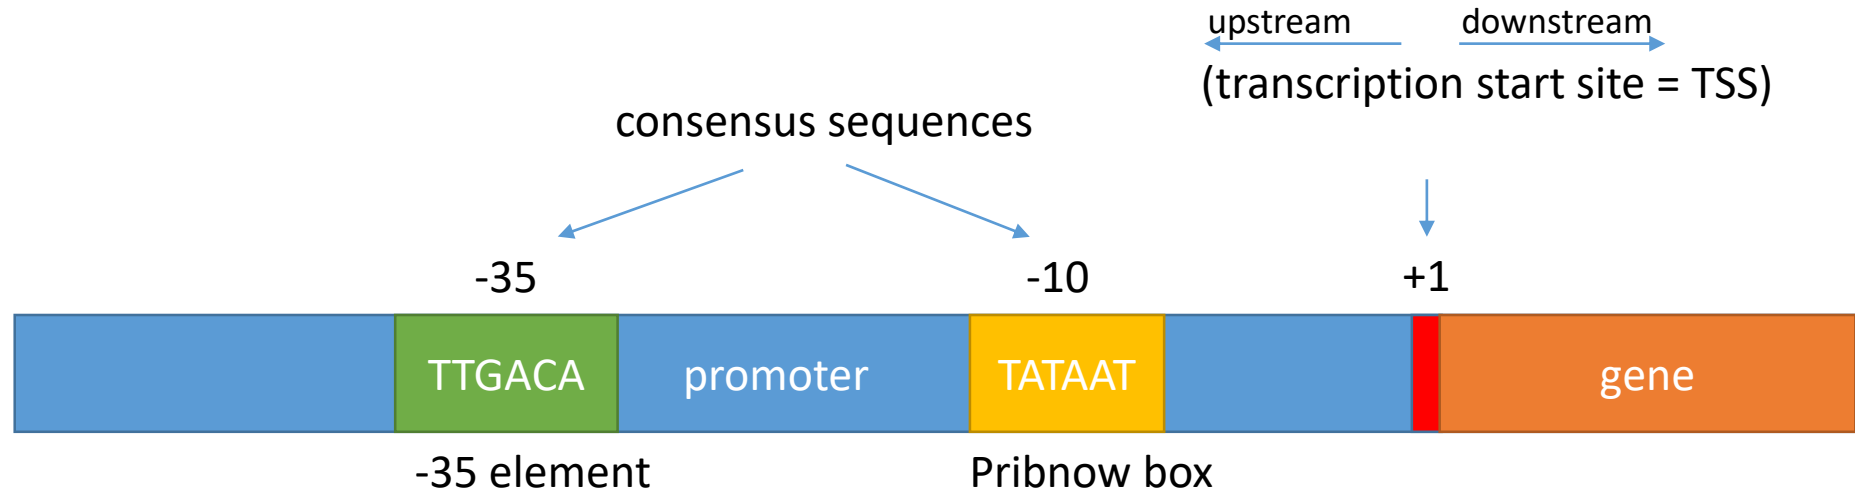 upstream
downstream
(transcription start site = TSS)
consensus sequences
-35
-10
+1
TTGACA
promoter
TATAAT
gene
-35 element
Pribnow box